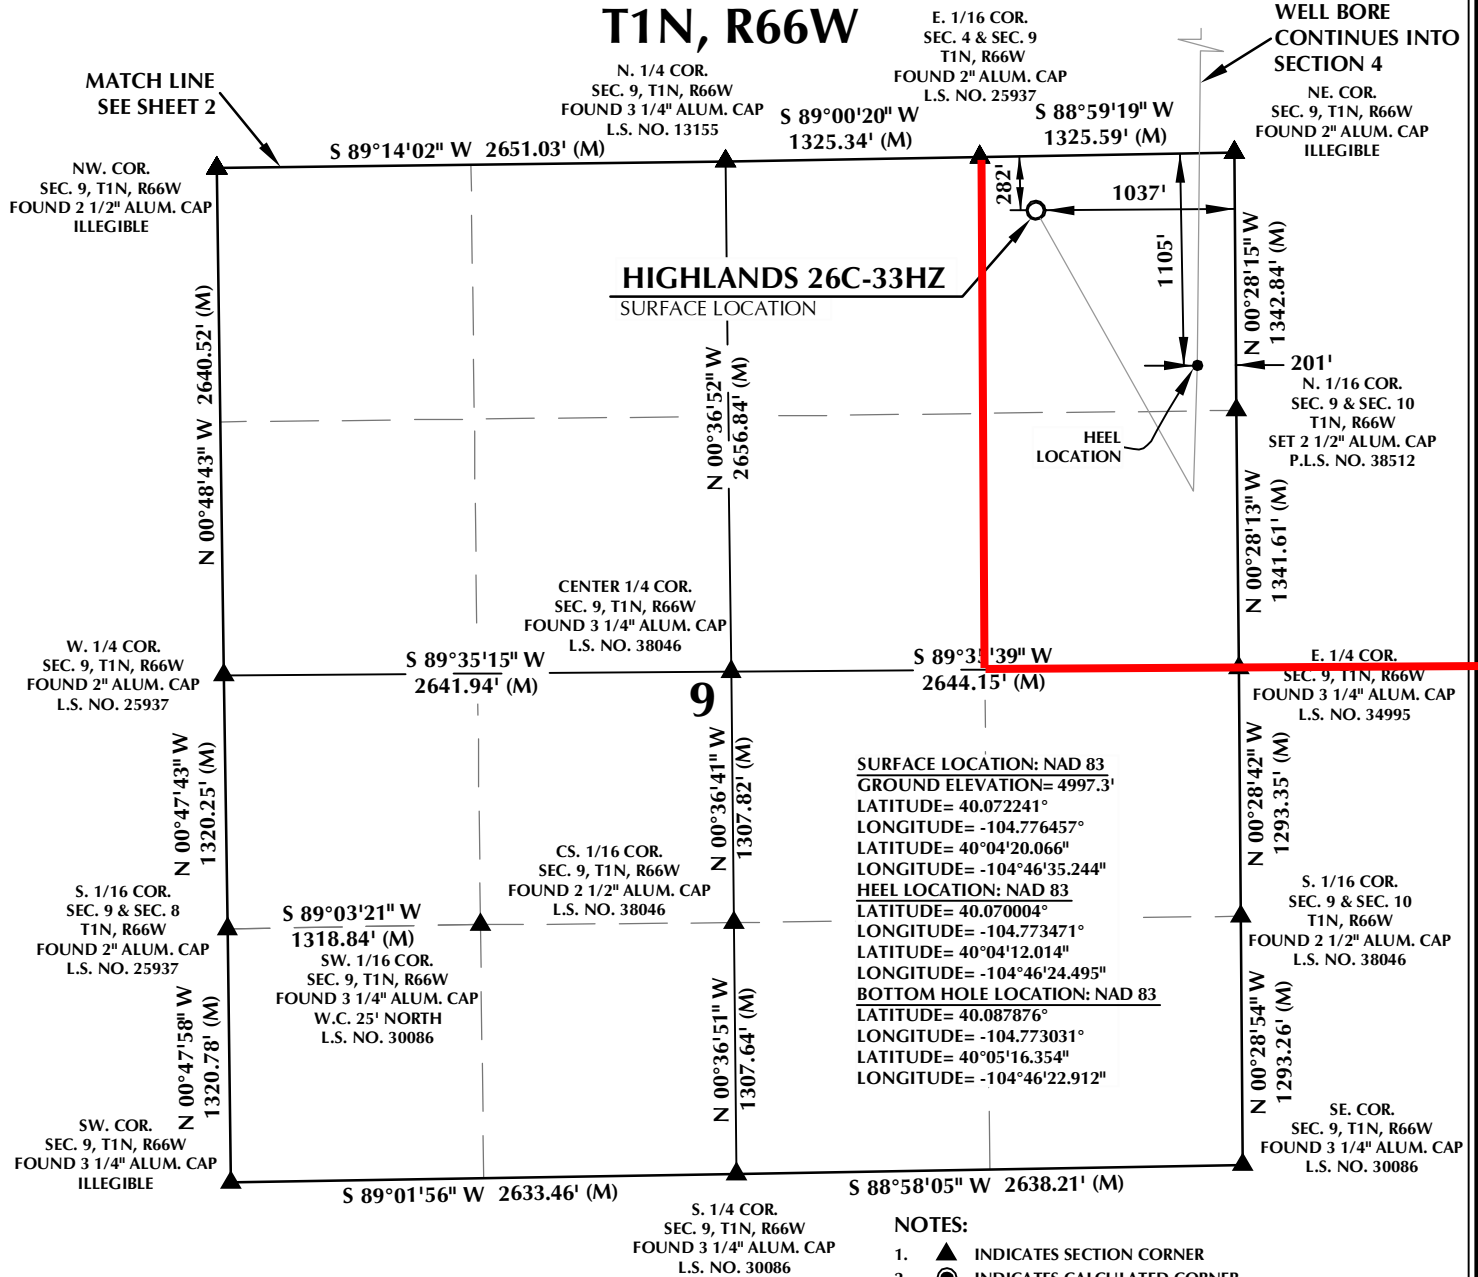 T1N, R66W
MATCH LINE
SEE SHEET 2
N. 1/4 COR.
SEC. 9, T1N, R66W
FOUND 3 1/4" ALUM. CAP
L.S. NO. 13155
E. 1/16 COR.
SEC. 4 & SEC. 9
T1N, R66W
FOUND 2" ALUM. CAP
L.S. NO. 25937
WELL BORE
CONTINUES INTO
SECTION 4
NE. COR.
SEC. 9, T1N, R66W
FOUND 2" ALUM. CAP
ILLEGIBLE
S 89°14'02" W 2651.03' (M)
S 89°00'20" W
1325.34' (M)
S 88°59'19" W
1325.59' (M)
NW. COR.
SEC. 9, T1N, R66W
FOUND 2 1/2" ALUM. CAP
ILLEGIBLE
282'
1037'
1105'
N 00°28'15" W
1342.84' (M)
HIGHLANDS 26C-33HZ
SURFACE LOCATION
N 00°48'43" W 2640.52' (M)
N 00°36'52" W
2656.84' (M)
201'
N. 1/16 COR.
SEC. 9 & SEC. 10
T1N, R66W
SET 2 1/2" ALUM. CAP
P.L.S. NO. 38512
HEEL
LOCATION
N 00°28'13" W
1341.61' (M)
CENTER 1/4 COR.
SEC. 9, T1N, R66W
FOUND 3 1/4" ALUM. CAP
L.S. NO. 38046
W. 1/4 COR.
SEC. 9, T1N, R66W
FOUND 2" ALUM. CAP
L.S. NO. 25937
S 89°35'15" W
2641.94' (M)
S 89°35'39" W
2644.15' (M)
E. 1/4 COR.
SEC. 9, T1N, R66W
FOUND 3 1/4" ALUM. CAP
L.S. NO. 34995
9
N 00°47'43" W
1320.25' (M)
N 00°36'41" W
1307.82' (M)
N 00°28'42" W
1293.35' (M)
SURFACE LOCATION: NAD 83
GROUND ELEVATION= 4997.3'
LATITUDE= 40.072241°
LONGITUDE= -104.776457°
LATITUDE= 40°04'20.066"
LONGITUDE= -104°46'35.244"
HEEL LOCATION: NAD 83
LATITUDE= 40.070004°
LONGITUDE= -104.773471°
LATITUDE= 40°04'12.014"
LONGITUDE= -104°46'24.495"
BOTTOM HOLE LOCATION: NAD 83
LATITUDE= 40.087876°
LONGITUDE= -104.773031°
LATITUDE= 40°05'16.354"
LONGITUDE= -104°46'22.912"
CS. 1/16 COR.
SEC. 9, T1N, R66W
FOUND 2 1/2" ALUM. CAP
L.S. NO. 38046
S. 1/16 COR.
SEC. 9 & SEC. 8
T1N, R66W
FOUND 2" ALUM. CAP
L.S. NO. 25937
S 89°03'21" W
1318.84' (M)
SW. 1/16 COR.
SEC. 9, T1N, R66W
FOUND 3 1/4" ALUM. CAP
W.C. 25' NORTH
L.S. NO. 30086
S. 1/16 COR.
SEC. 9 & SEC. 10
T1N, R66W
FOUND 2 1/2" ALUM. CAP
L.S. NO. 38046
N 00°47'58" W
1320.78' (M)
N 00°36'51" W
1307.64' (M)
N 00°28'54" W
1293.26' (M)
SW. COR.
SEC. 9, T1N, R66W
FOUND 3 1/4" ALUM. CAP
ILLEGIBLE
SE. COR.
SEC. 9, T1N, R66W
FOUND 3 1/4" ALUM. CAP
L.S. NO. 30086
S 89°01'56" W 2633.46' (M)
S 88°58'05" W 2638.21' (M)
S. 1/4 COR.
SEC. 9, T1N, R66W
FOUND 3 1/4" ALUM. CAP
L.S. NO. 30086
NOTES:
1. INDICATES SECTION CORNER
2. INDICATES CALCULATED CORNER